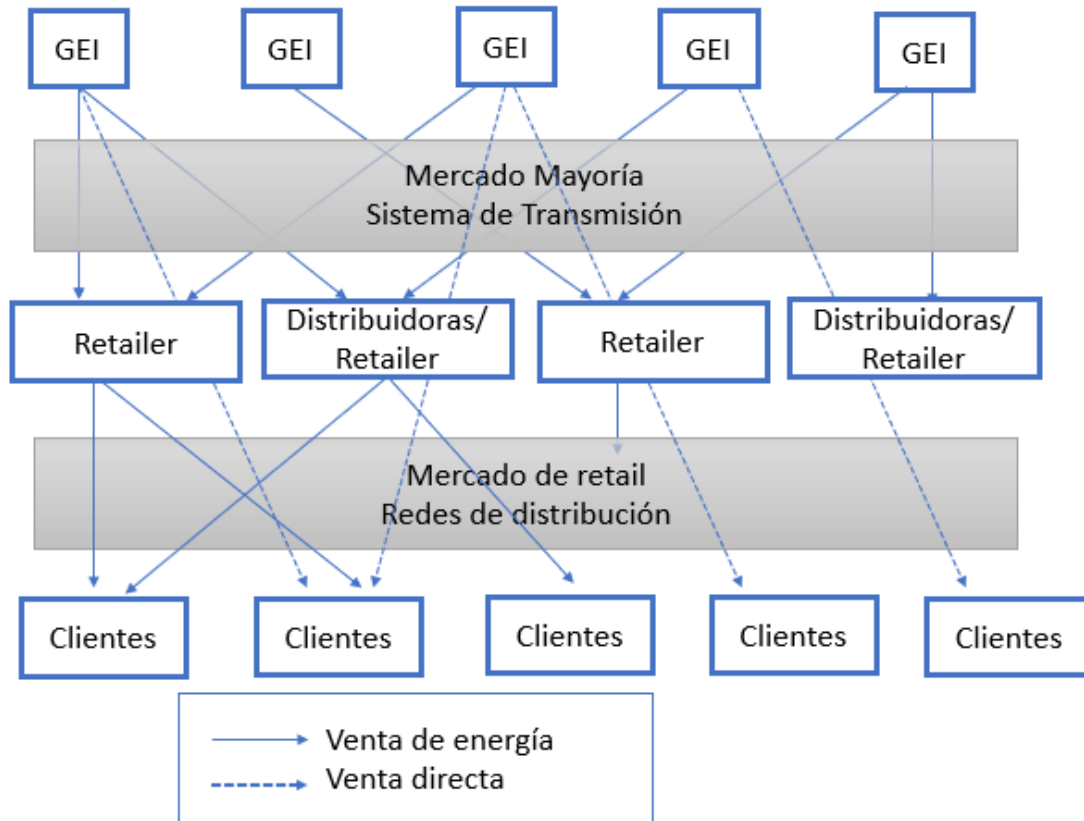 GEI
GEI
GEI
GEI
GEI
Mercado Mayoría
Sistema de Transmisión
Retailer
Distribuidoras/
Retailer
Retailer
Distribuidoras/
Retailer
Mercado de retail
Redes de distribución
Clientes
Clientes
Clientes
Clientes
Clientes
Venta de energía
Venta directa